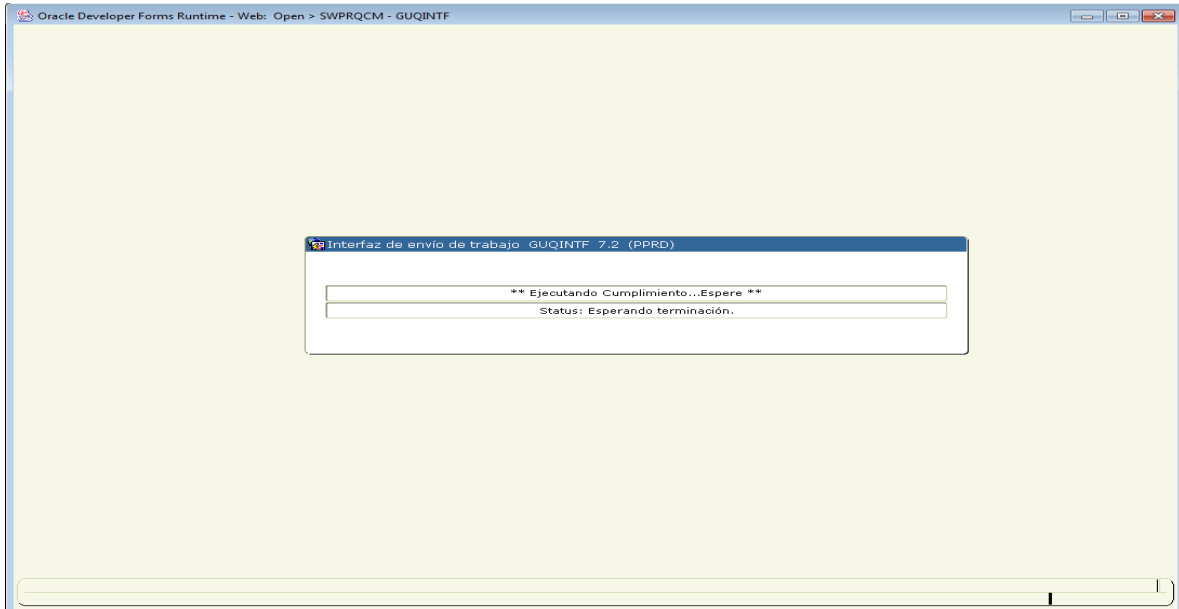 Oracle Developer Forms Runtime - Web: Open > SWPRQCM - GUQINTF
Interfaz de envío de trabajo GUQINTF 7.2 (PPRD)
** Ejecutando Cumplimiento...Espere **
Status: Esperando terminación.